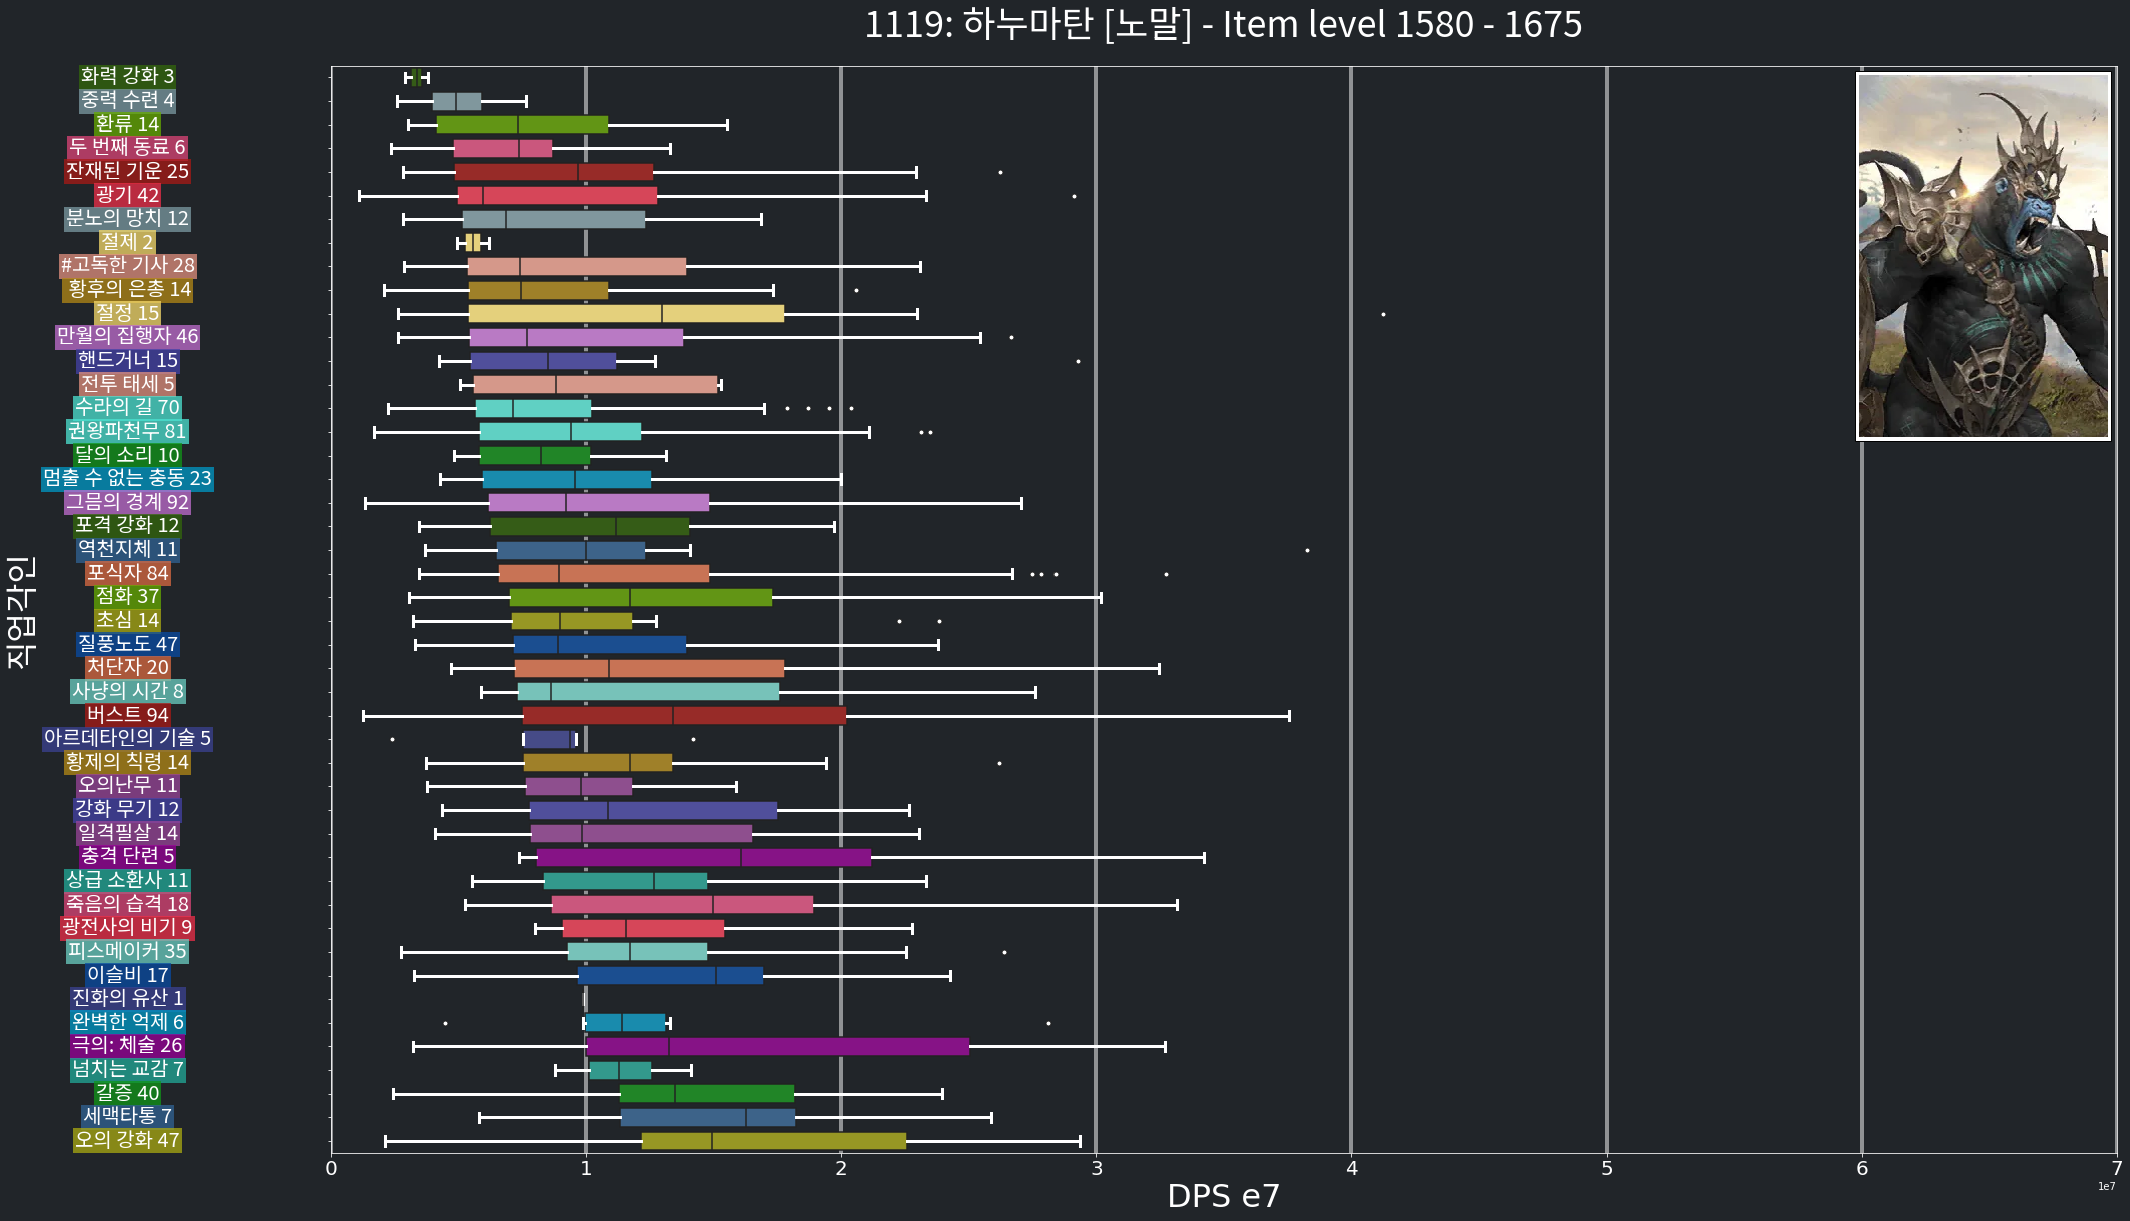 1119: 하누마탄 [노말] - Item level 1580 - 1675
화력 강화 3
중력 수련 4
환류 14
두 번째 동료 6
잔재된 기운 25
광기 42
분노의 망치 12
절제 2
#고독한 기사 28
황후의 은총 14
절정 15
만월의 집행자 46
핸드거너 15
전투 태세 5
수라의 길 70
권왕파천무 81
달의 소리 10
멈출 수 없는 충동 23
그믐의 경계 92
포격 강화 12
역천지체 11
포식자 84
점화 37
초심 14
질풍노도 47
처단자 20
사냥의 시간 8
버스트 94
아르데타인의 기술 5
황제의 칙령 14
오의난무 11
강화 무기 12
일격필살 14
충격 단련 5
상급 소환사 11
죽음의 습격 18
광전사의 비기 9
피스메이커 35
이슬비 17
진화의 유산 1
완벽한 억제 6
극의: 체술 26
넘치는 교감 7
갈증 40
세맥타통 7
오의 강화 47
직업각인
0 1 2 3 4 5 6 7
1e7
DPS e7